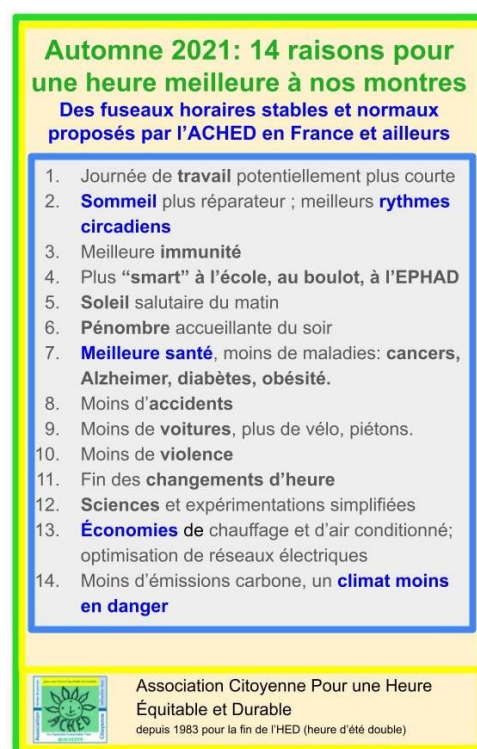 Automne 2021: 14 raisons pour
une heure meilleure à nos montres
Des fuseaux horaires stables et normaux
proposés par l'ACHED en France et ailleurs
1. Journée de travail potentiellement plus courte
2. Sommeil plus réparateur ; meilleurs rythmes
circadiens
3. Meilleure immunité
4. Plus “smart” à l'école, au boulot, à l'EPHAD
5. Soleil salutaire du matin
6. Pénombre accueillante du soir
7. Meilleure santé, moins de maladies: cancers,
Alzheimer, diabètes, obésité.
8. Moins d'accidents
9. Moins de voitures, plus de vélo, piétons.
10. Moins de violence
11. Fin des changements d'heure
12. Sciences et expérimentations simplifiées
13. Économies de chauffage et d'air conditionné;
optimisation de réseaux électriques
14. Moins d'émissions carbone, un climat moins
en danger
ACHED
Association Citoyenne Pour une Heure
Équitable et Durable
depuis 1983 pour la fin de l'HED (heure d'été double)